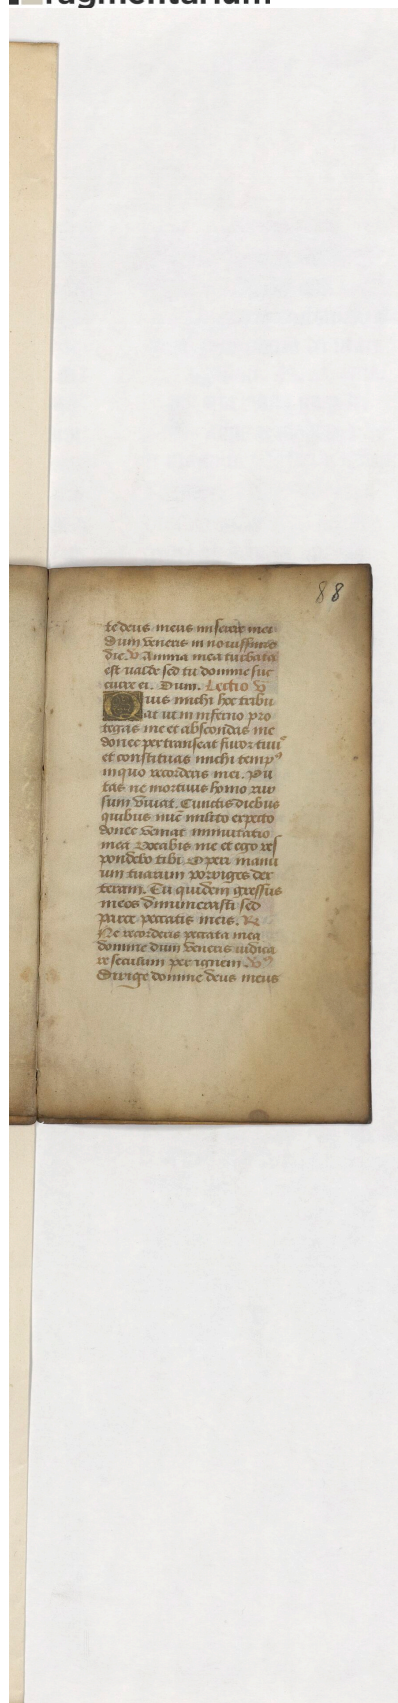 ragmentarium
88
te deus meus miserere mei
Dum veneris in novissimo
die. V Anima mea turbata
est valde sed tu domine suc
curre ei. Dum. Lectio v
Quis michi hoc tribu
at ut in inferno pro
tegas me et abscondas me
donec pertranseat furor tuus
et constituas michi temp9
in quo recorderis mei. Pu
tas ne mortuus homo rur
sum vivat. Cunctis diebus
quibus nūc milito expecto
donec veniat immutatio
mea Vocabis me et ego res
pondebo tibi Operi manu
um tuarum porriges dex
teram. Tu quidem gressus
meos dinumerasti sed
parce peccatis meis. R
Ne recorderis peccata mea
domine dum veneris iudica
re seculum per ignem. V9
Dirige domine deus meus